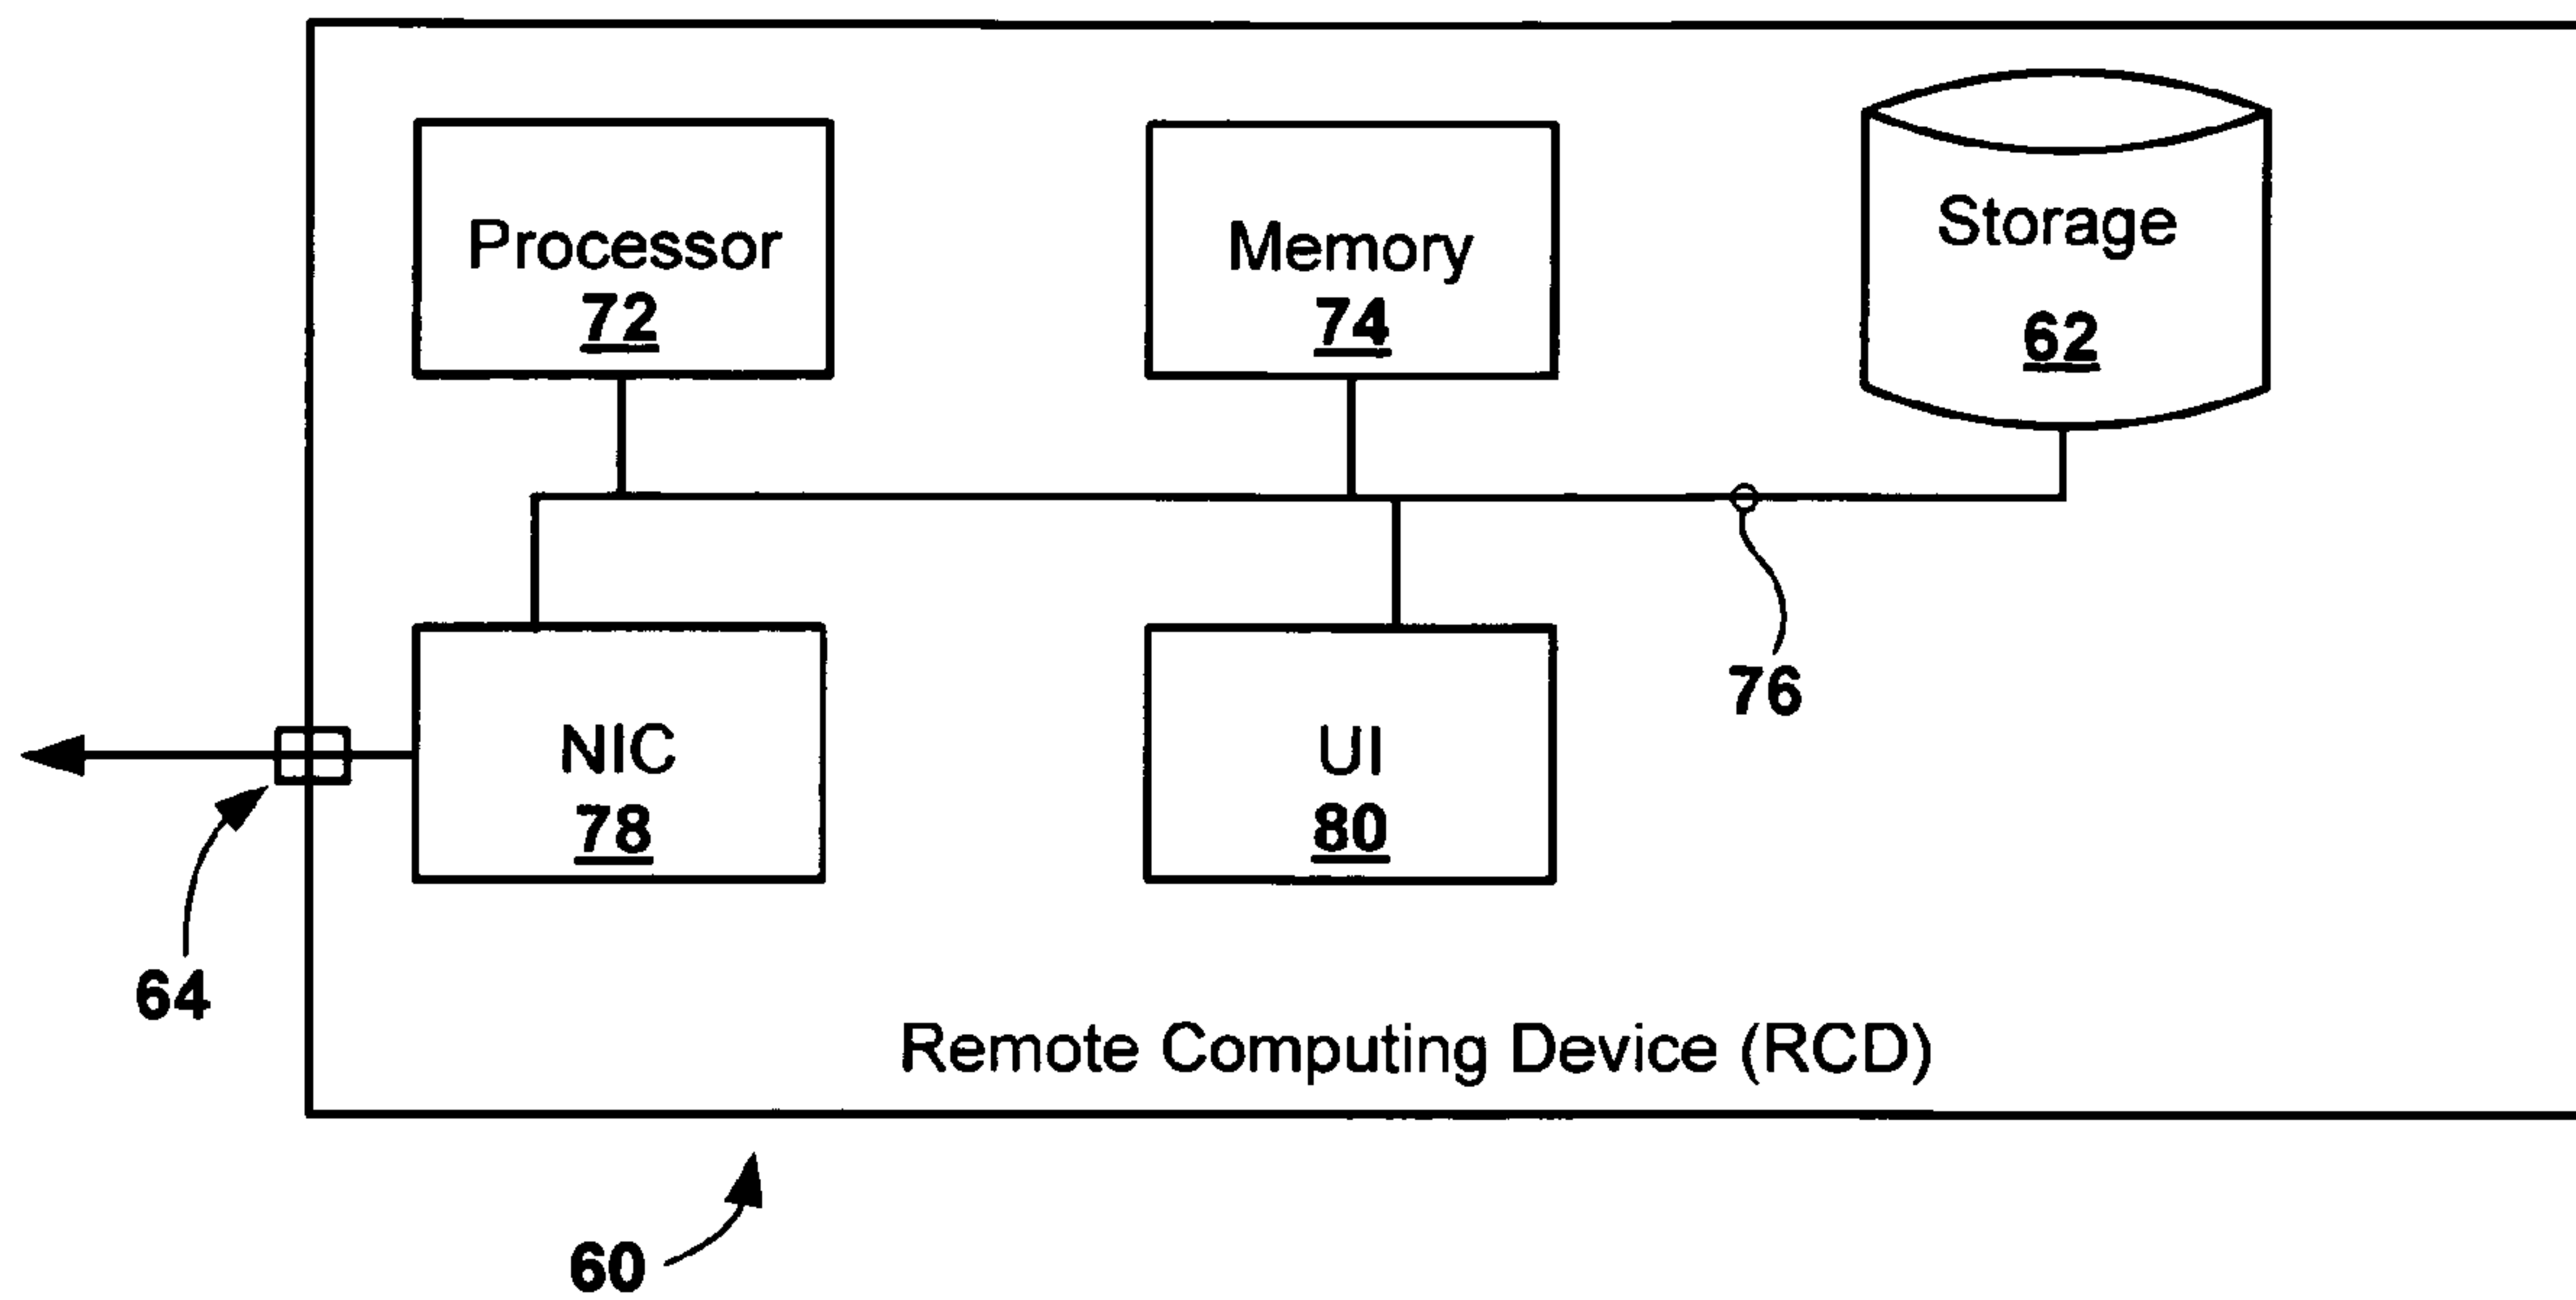 Processor
72
Memory
74
Storage
62
76
NIC
78
UI
80
64
Remote Computing Device (RCD)
60